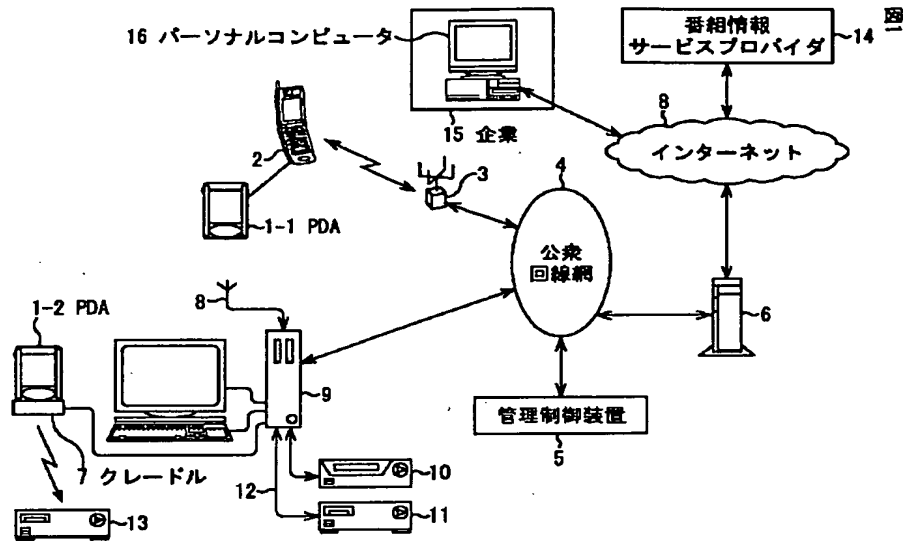 図1
16 パーソナルコンピュータ
15 企業
番組情報
サービスプロバイダ
14
8
インターネット
2
3
4
1-1 PDA
公衆
回線網
6
1-2 PDA
8
9
管理制御装置
5
7 クレードル
12
10
11
13